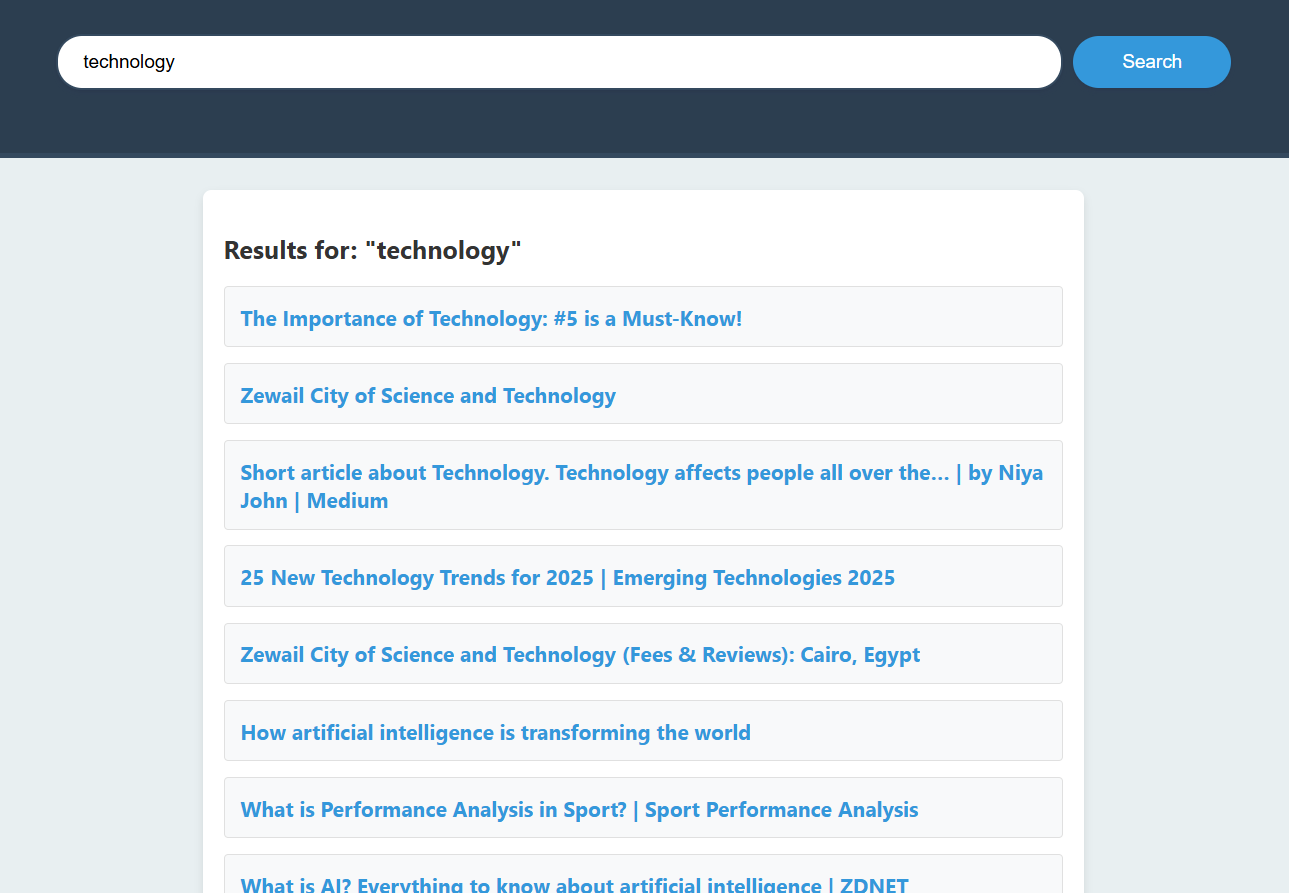 technology
Search
Results for: "technology"
The Importance of Technology: #5 is a Must-Know!
Zewail City of Science and Technology
Short article about Technology. Technology affects people all over the… | by Niya
John | Medium
25 New Technology Trends for 2025 | Emerging Technologies 2025
Zewail City of Science and Technology (Fees & Reviews): Cairo, Egypt
How artificial intelligence is transforming the world
What is Performance Analysis in Sport? | Sport Performance Analysis
What is AI? Everything to know about artificial intelligence | ZDNET